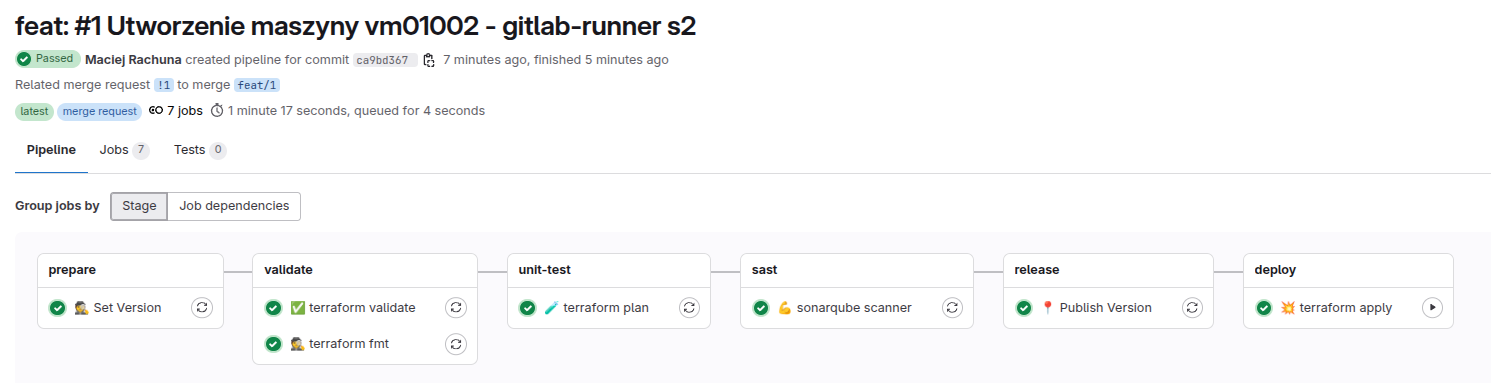 feat: #1 Utworzenie maszyny vm01002 - gitlab-runner s2
Passed Maciej Rachuna created pipeline for commit ca9bd367 7 minutes ago, finished 5 minutes ago
Related merge request !1 to merge feat/1
latest merge request 7 jobs 1 minute 17 seconds, queued for 4 seconds
Pipeline Jobs 7 Tests 0
Group jobs by Stage Job dependencies
prepare validate unit-test sast release deploy
🕵 Set Version ✅ terraform validate 🧪 terraform plan 💪 sonarqube scanner 📍 Publish Version 💥 terraform apply
🕵 terraform fmt